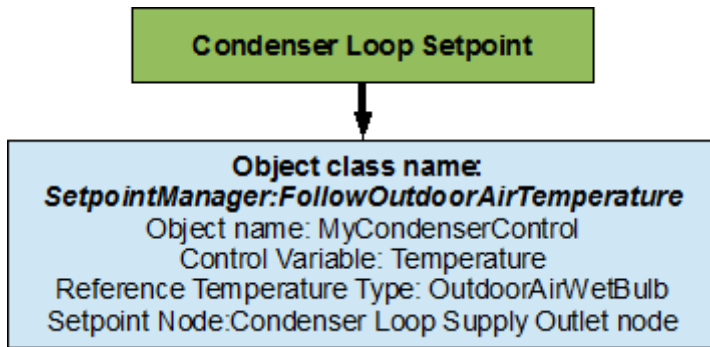 Condenser Loop Setpoint
Object class name:
SetpointManager:FollowOutdoorAirTemperature
Object name: MyCondenserControl
Control Variable: Temperature
Reference Temperature Type: OutdoorAirWetBulb
Setpoint Node:Condenser Loop Supply Outlet node